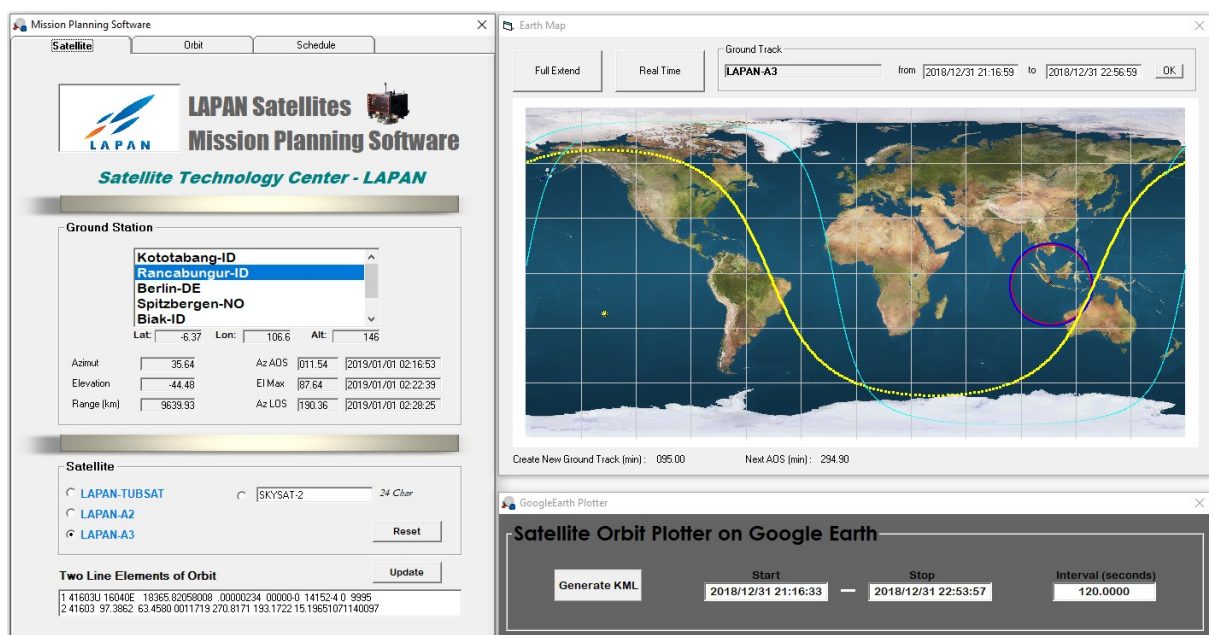 Mission Planning Software
Satellite Orbit Schedule
LAPAN
LAPAN Satellites
Mission Planning Software
Satellite Technology Center - LAPAN
Ground Station
Kototabang-ID
Rancabungur-ID
Berlin-DE
Spitzbergen-NO
Biak-ID
Lat: -6.37 Lon: 106.6 Alt: 146
Azimut 35.64 Az AOS 011.54 2019/01/01 02:16:53
Elevation -44.48 El Max 87.64 2019/01/01 02:22:39
Range (km) 9639.93 Az LOS 190.36 2019/01/01 02:28:25
Satellite
LAPAN-TUBSAT SKYSAT-2 24 Char
LAPAN-A2
LAPAN-A3 Reset
Two Line Elements of Orbit Update
1 41603U 16040E 18365.82058008 .00000234 00000-0 14152-4 0 9995
2 41603 97.3862 63.4580 0011719 270.8171 193.1722 15.19651071140097
Earth Map
Full Extend Real Time
Ground Track
LAPAN-A3 from 2018/12/31 21:16:59 to 2018/12/31 22:56:59 OK
Create New Ground Track (min) : 095.00 Next AOS (min) : 294.90
GoogleEarth Plotter
Satellite Orbit Plotter on Google Earth
Start Stop Interval (seconds)
Generate KML 2018/12/31 21:16:33 — 2018/12/31 22:53:57 120.0000